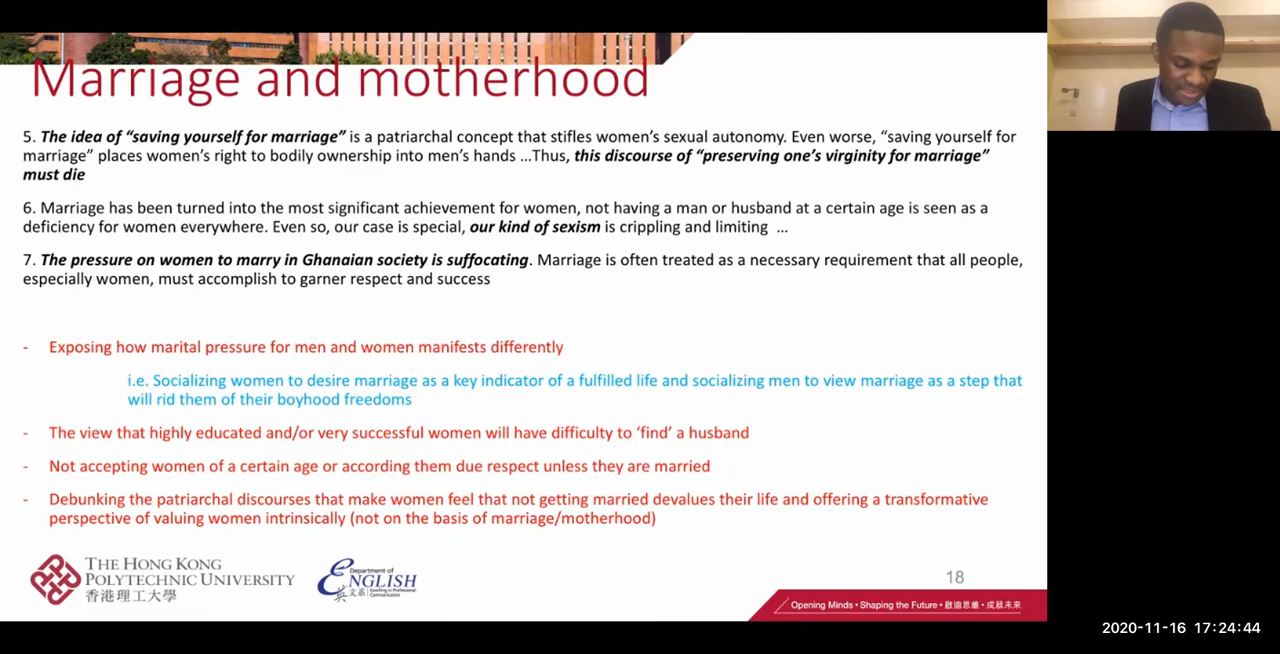 Marriage and motherhood
5. The idea of “saving yourself for marriage” is a patriarchal concept that stifles women’s sexual autonomy. Even worse, “saving yourself for
marriage” places women’s right to bodily ownership into men’s hands …Thus, this discourse of “preserving one’s virginity for marriage”
must die
6. Marriage has been turned into the most significant achievement for women, not having a man or husband at a certain age is seen as a
deficiency for women everywhere. Even so, our case is special, our kind of sexism is crippling and limiting …
7. The pressure on women to marry in Ghanaian society is suffocating. Marriage is often treated as a necessary requirement that all people,
especially women, must accomplish to garner respect and success
- Exposing how marital pressure for men and women manifests differently
i.e. Socializing women to desire marriage as a key indicator of a fulfilled life and socializing men to view marriage as a step that
will rid them of their boyhood freedoms
- The view that highly educated and/or very successful women will have difficulty to ‘find’ a husband
- Not accepting women of a certain age or according them due respect unless they are married
- Debunking the patriarchal discourses that make women feel that not getting married devalues their life and offering a transformative
perspective of valuing women intrinsically (not on the basis of marriage/motherhood)
THE HONG KONG
POLYTECHNIC UNIVERSITY
香港理工大學
Department of
ENGLISH
英文系
Excelling in Professional
Communication
18
Opening Minds • Shaping the Future • 啟迪思維 • 成就未來
2020-11-16 17:24:44